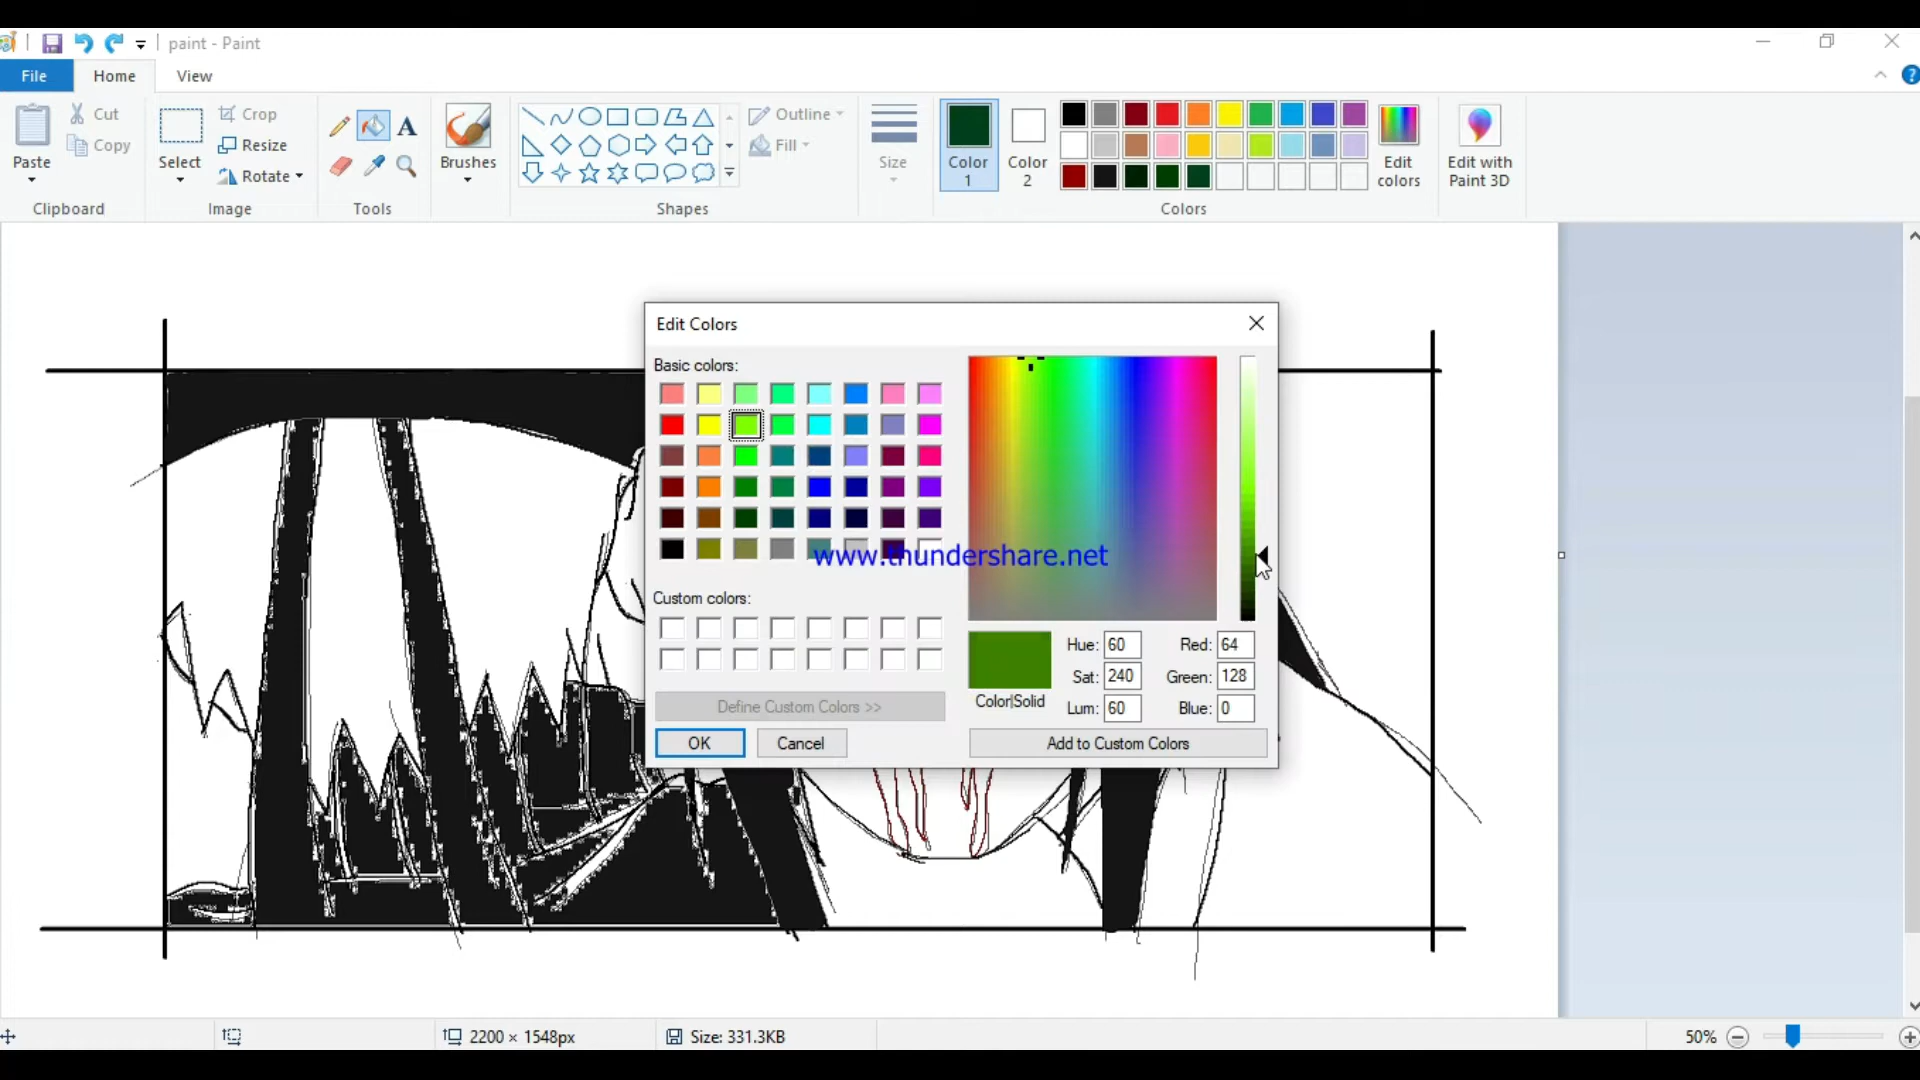 paint - Paint
File Home View
Paste
Cut
Copy
Clipboard
Select
Crop
Resize
Rotate
Image
A
Tools
Brushes
Shapes
Outline
Fill
Size
Color
1
Color
2
Edit
colors
Colors
Edit with
Paint 3D
?
Edit Colors
Basic colors:
www.thundershare.net
Custom colors:
Define Custom Colors >>
OK
Cancel
Color|Solid
Hue: 60
Sat: 240
Lum: 60
Red: 64
Green: 128
Blue: 0
Add to Custom Colors
2200 × 1548px
Size: 331.3KB
50%